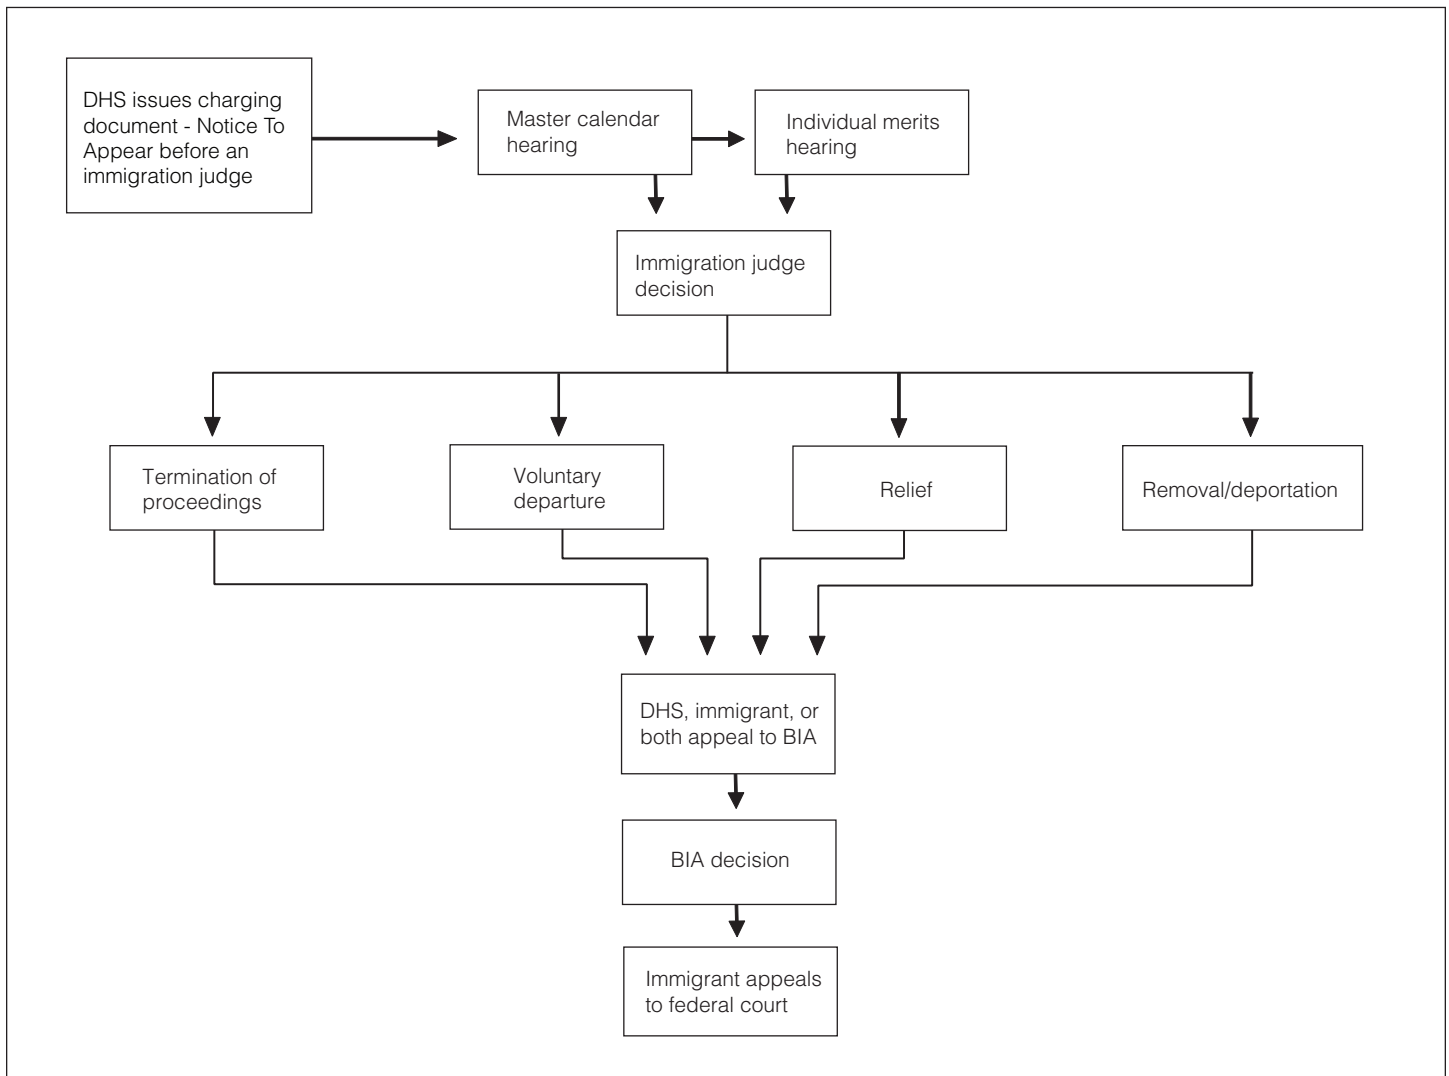 DHS issues charging
document - Notice To
Appear before an
immigration judge
Master calendar
hearing
Individual merits
hearing
Immigration judge
decision
Termination of
proceedings
Voluntary
departure
Relief
Removal/deportation
DHS, immigrant, or
both appeal to BIA
BIA decision
Immigrant appeals
to federal court